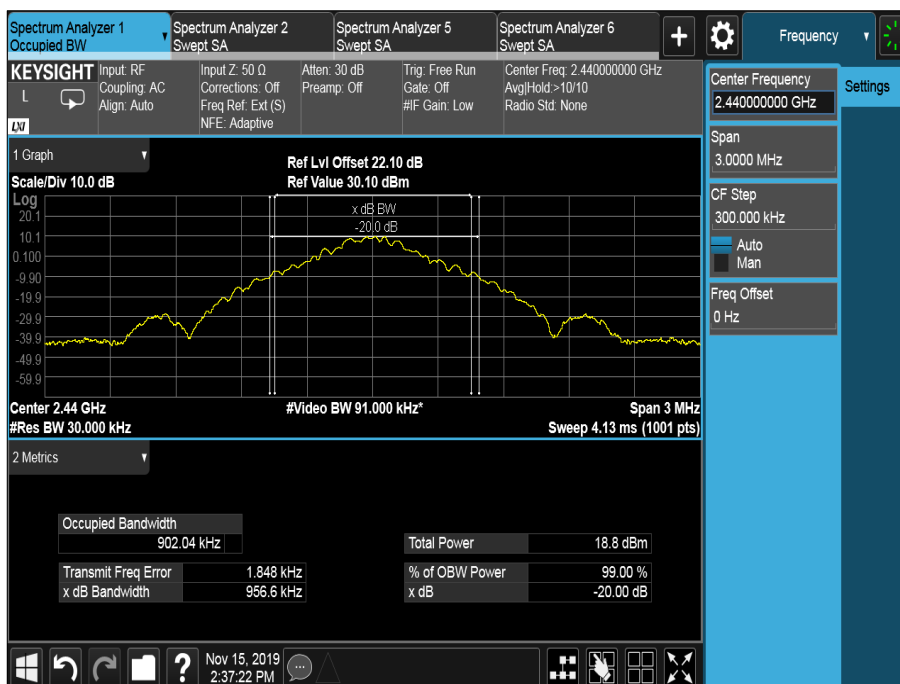 Spectrum Analyzer 1
Occupied BW
Spectrum Analyzer 2
Swept SA
Spectrum Analyzer 5
Swept SA
Spectrum Analyzer 6
Swept SA
+
Frequency
KEYSIGHT
L
LXI
Input: RF
Coupling: AC
Align: Auto
Input Z: 50 Ω
Corrections: Off
Freq Ref: Ext (S)
NFE: Adaptive
Atten: 30 dB
Preamp: Off
Trig: Free Run
Gate: Off
#IF Gain: Low
Center Freq: 2.440000000 GHz
Avg|Hold:>10/10
Radio Std: None
Center Frequency
2.440000000 GHz
Settings
Span
3.0000 MHz
CF Step
300.000 kHz
Auto
Man
Freq Offset
0 Hz
1 Graph
Scale/Div 10.0 dB
Ref Lvl Offset 22.10 dB
Ref Value 30.10 dBm
Log
x dB BW
-20.0 dB
20.1
10.1
0.100
-9.90
-19.9
-29.9
-39.9
-49.9
-59.9
Center 2.44 GHz
#Video BW 91.000 kHz*
Span 3 MHz
#Res BW 30.000 kHz
Sweep 4.13 ms (1001 pts)
2 Metrics
Occupied Bandwidth
902.04 kHz
Total Power 18.8 dBm
Transmit Freq Error 1.848 kHz
% of OBW Power 99.00 %
x dB Bandwidth 956.6 kHz
x dB -20.00 dB
?
Nov 15, 2019
2:37:22 PM